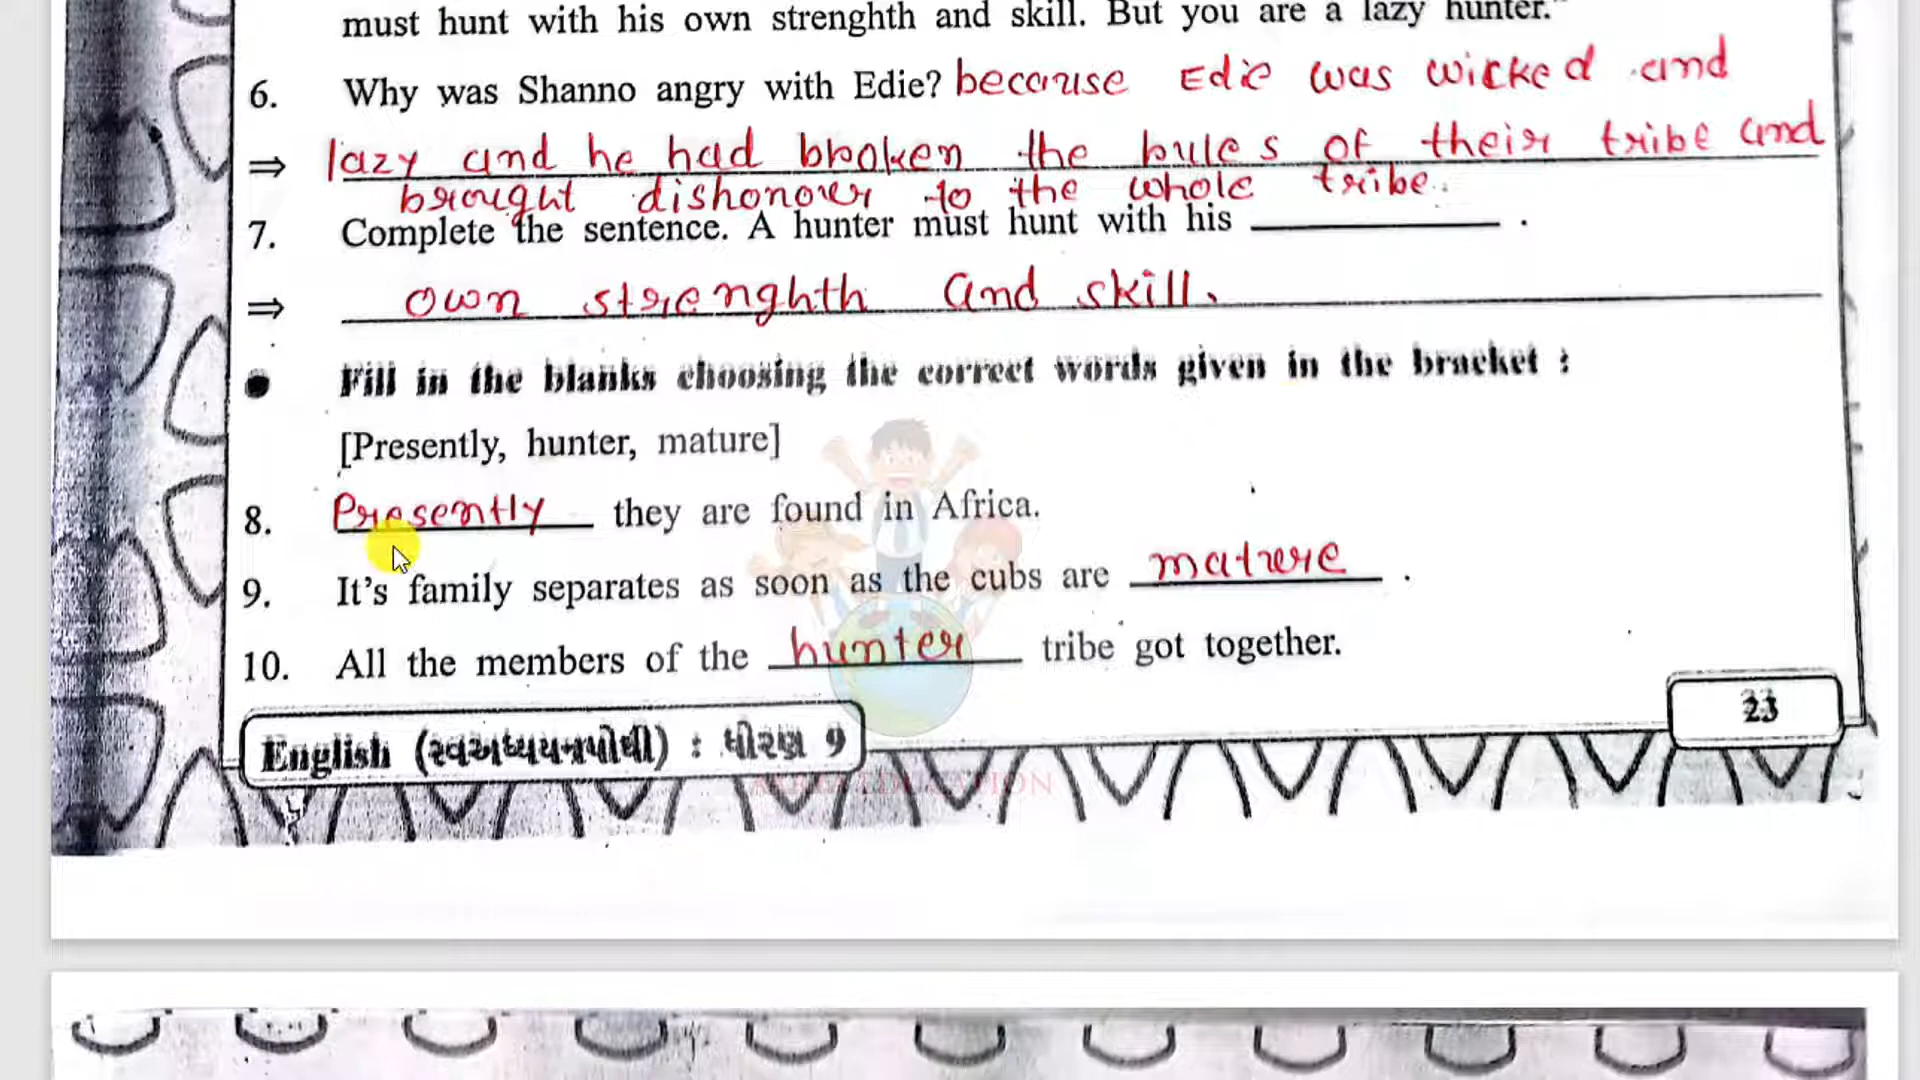 must hunt with his own strenghth and skill. But you are a lazy hunter."
6. Why was Shanno angry with Edie? because Edie was wicked and
⇒ lazy and he had broken the rules of their tribe and
brought dishonour to the whole tribe.
7. Complete the sentence. A hunter must hunt with his ________ .
⇒ own strenghth and skill.
● Fill in the blanks choosing the correct words given in the bracket :
[Presently, hunter, mature]
8. Presently they are found in Africa.
9. It's family separates as soon as the cubs are mature .
10. All the members of the hunter tribe got together.
English (સ્વઅધ્યયનપોથી) : ધોરણ 9
23